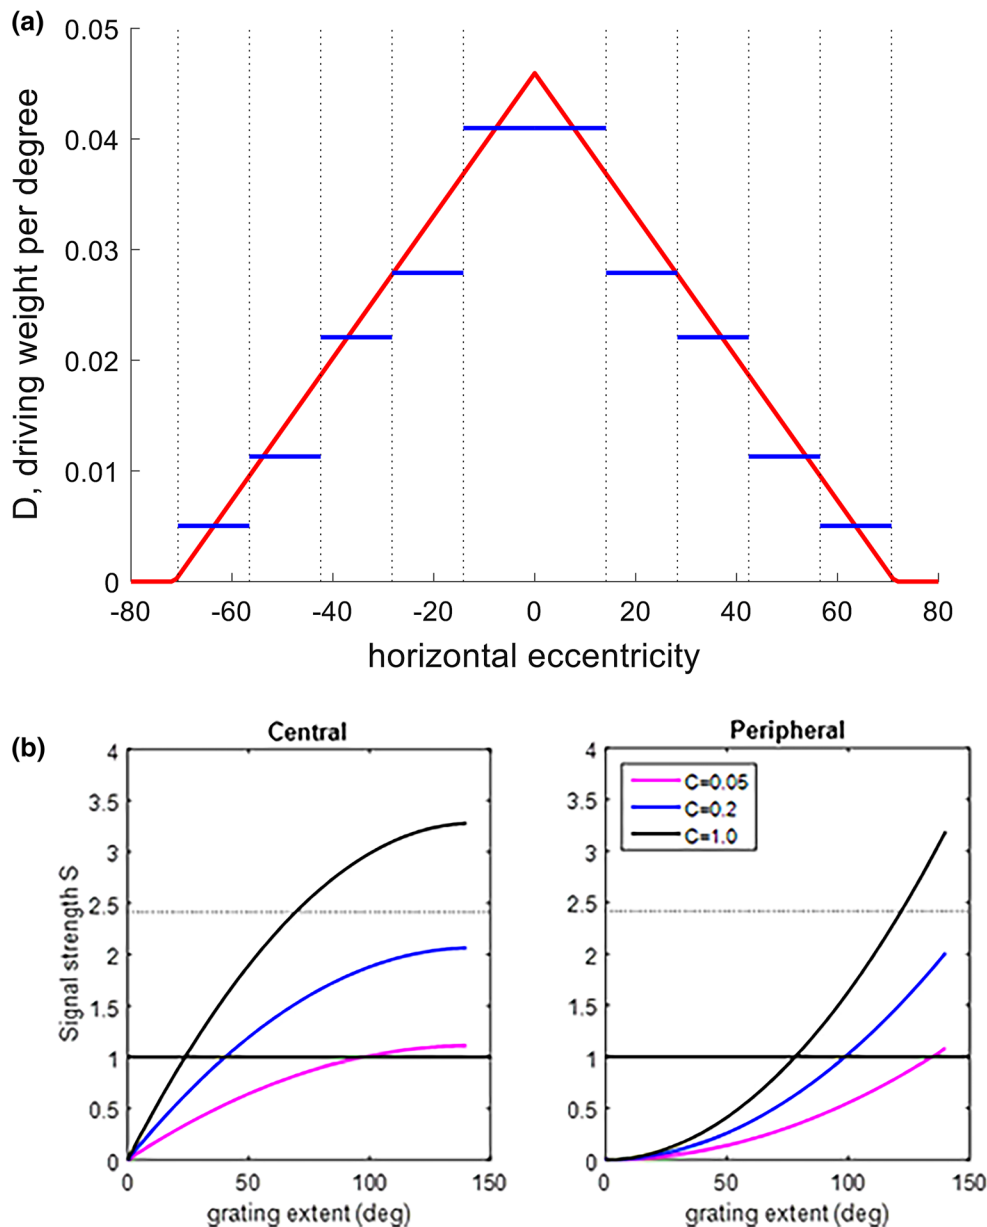 (a)
0.05
0.04
0.03
0.02
0.01
0
D, driving weight per degree
-80 -60 -40 -20 0 20 40 60 80
horizontal eccentricity
(b)
Central
4
3.5
3
2.5
2
1.5
1
0.5
0
Signal strength S
0 50 100 150
grating extent (deg)
Peripheral
C=0.05
C=0.2
C=1.0
4
3.5
3
2.5
2
1.5
1
0.5
0
0 50 100 150
grating extent (deg)